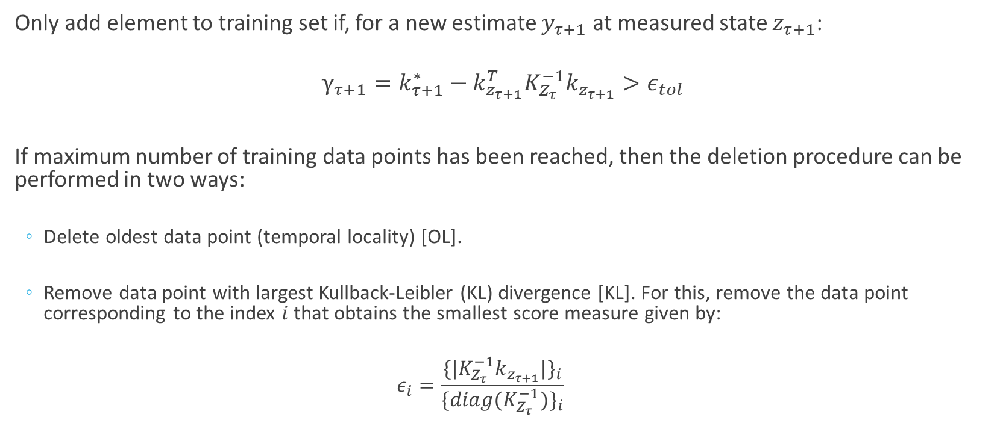 Only add element to training set if, for a new estimate $y_{\tau+1}$ at measured state $z_{\tau+1}$:
$\gamma_{\tau+1} = k^*_{\tau+1} - k^T_{z_{\tau+1}} K^{-1}_{Z_\tau} k_{z_{\tau+1}} > \epsilon_{tol}$
If maximum number of training data points has been reached, then the deletion procedure can be
performed in two ways:
◦ Delete oldest data point (temporal locality) [OL].
◦ Remove data point with largest Kullback-Leibler (KL) divergence [KL]. For this, remove the data point
corresponding to the index $i$ that obtains the smallest score measure given by:
$\epsilon_i = \frac{\{|K^{-1}_{Z_\tau} k_{z_{\tau+1}}|\}_i}{\{diag(K^{-1}_{Z_\tau})\}_i}$